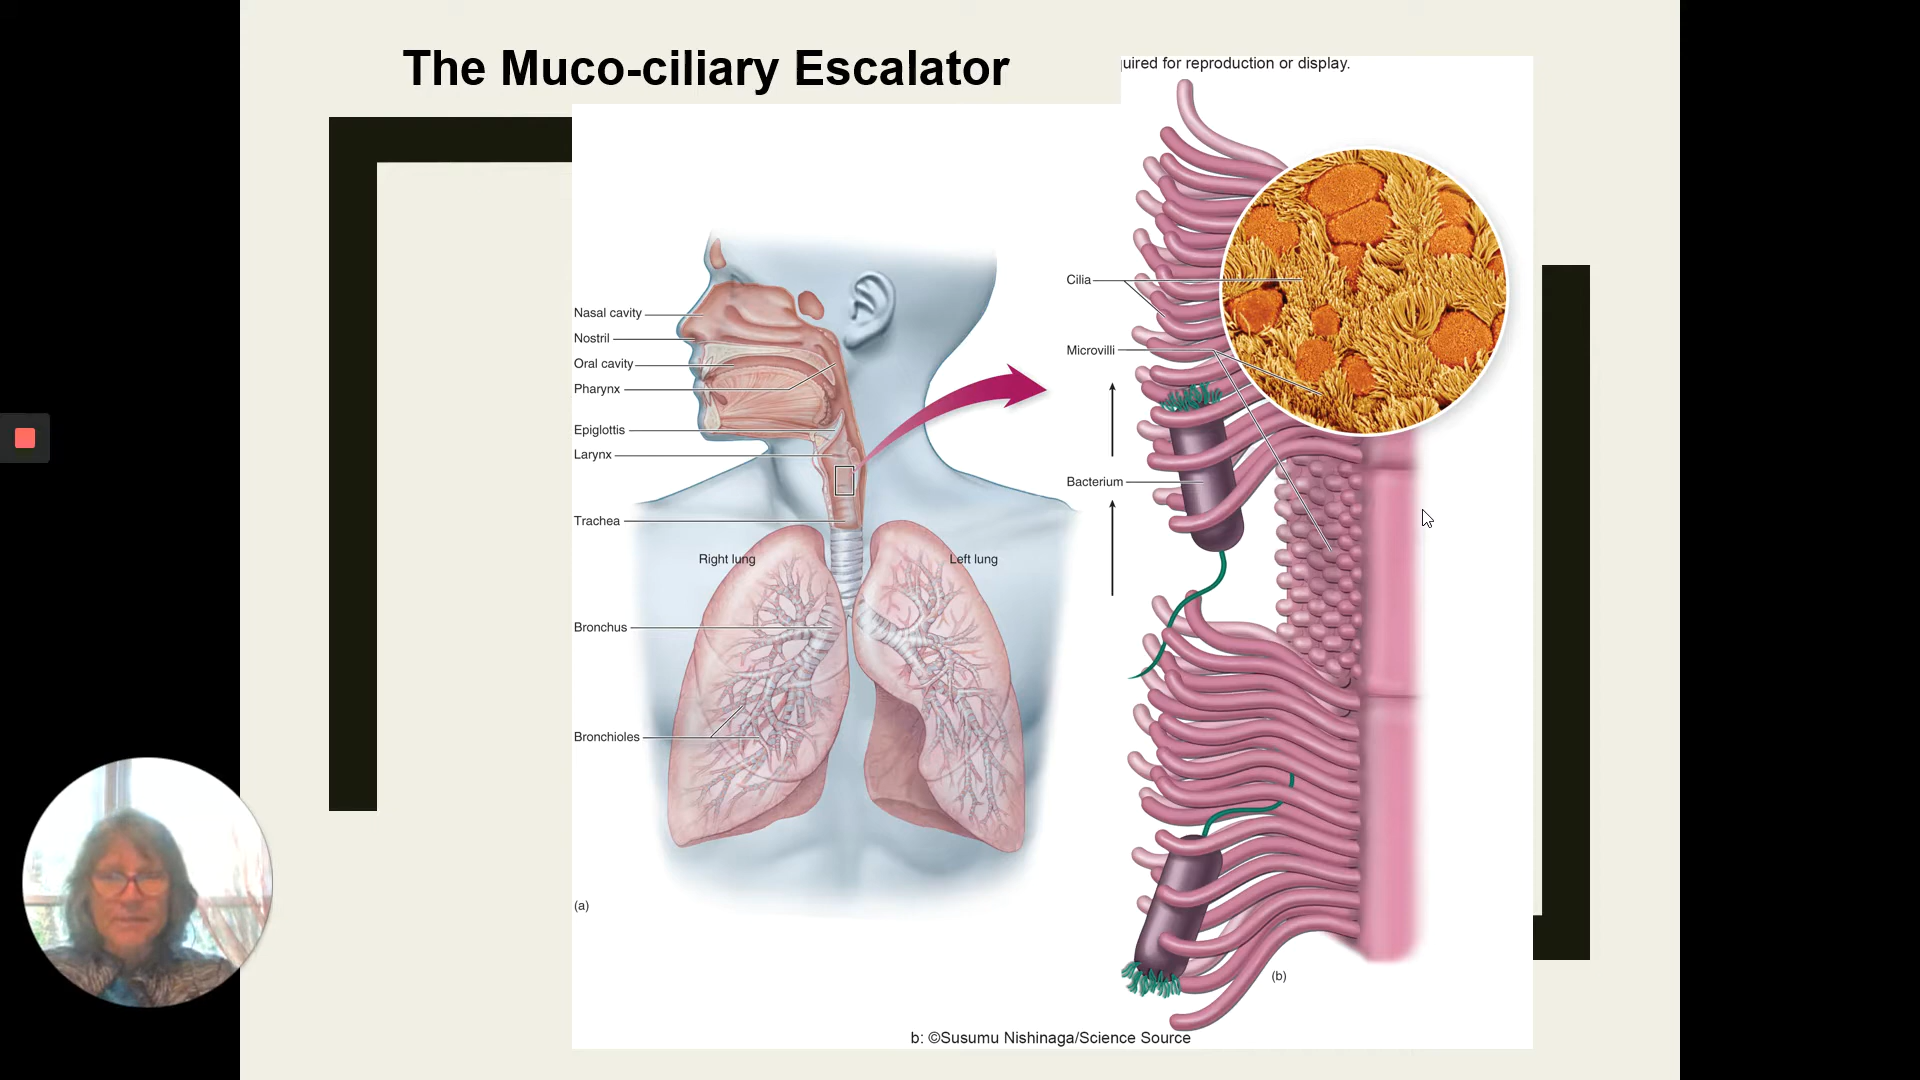 The Muco-ciliary Escalator
uired for reproduction or display.
Nasal cavity
Nostril
Oral cavity
Pharynx
Epiglottis
Larynx
Trachea
Right lung
Left lung
Bronchus
Bronchioles
(a)
Cilia
Microvilli
Bacterium
(b)
b: ©Susumu Nishinaga/Science Source